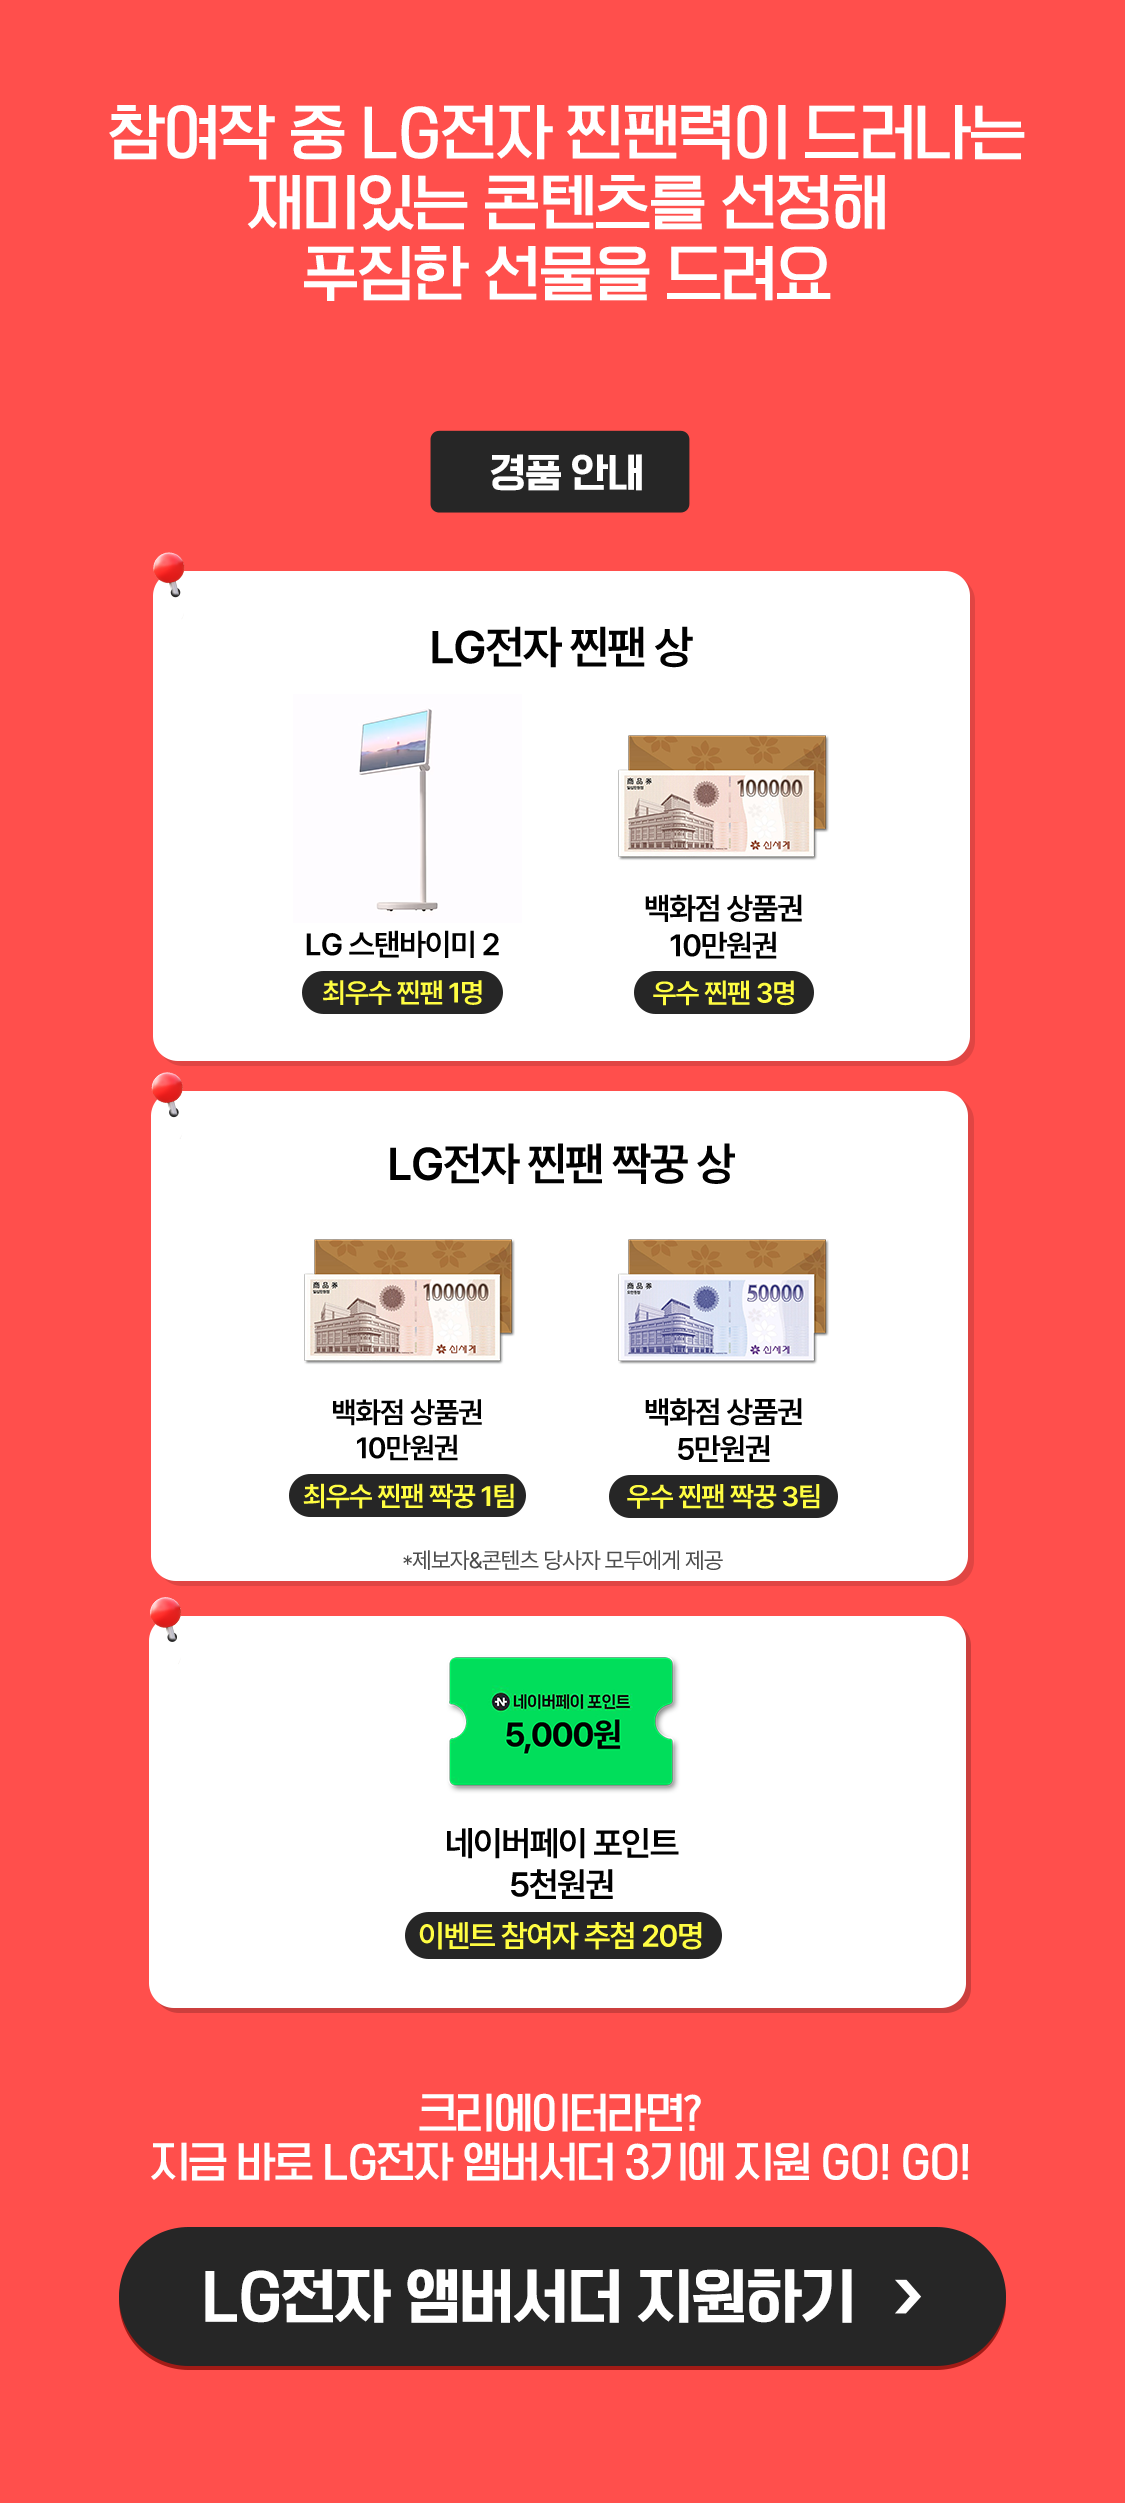 참여작 중 LG전자 찐팬력이 드러나는
재미있는 콘텐츠를 선정해
푸짐한 선물을 드려요
경품 안내
LG전자 찐팬 상
商品券
100000
신세계
LG 스탠바이미 2
최우수 찐팬 1명
백화점 상품권
10만원권
우수 찐팬 3명
LG전자 찐팬 짝꿍 상
商品券
100000
신세계
商品券
50000
신세계
백화점 상품권
10만원권
최우수 찐팬 짝꿍 1팀
백화점 상품권
5만원권
우수 찐팬 짝꿍 3팀
*제보자&콘텐츠 당사자 모두에게 제공
네이버페이 포인트
5,000원
네이버페이 포인트
5천원권
이벤트 참여자 추첨 20명
크리에이터라면?
지금 바로 LG전자 앰버서더 3기에 지원 GO! GO!
LG전자 앰버서더 지원하기